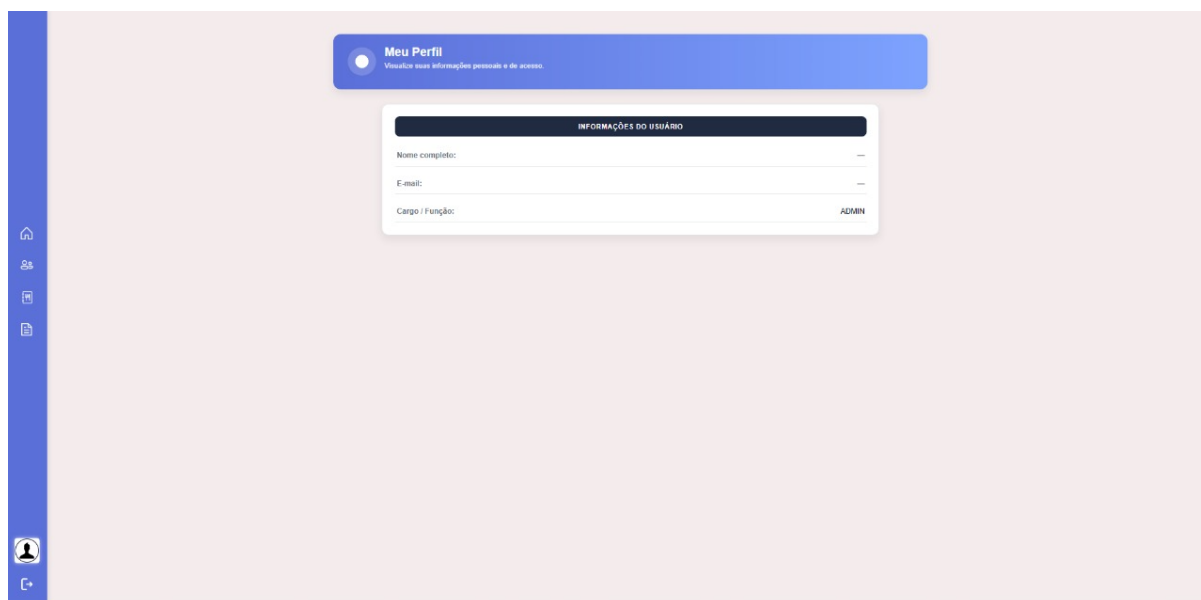 Meu Perfil
Visualize suas informações pessoais e de acesso.
INFORMAÇÕES DO USUÁRIO
Nome completo: —
E-mail: —
Cargo / Função: ADMIN